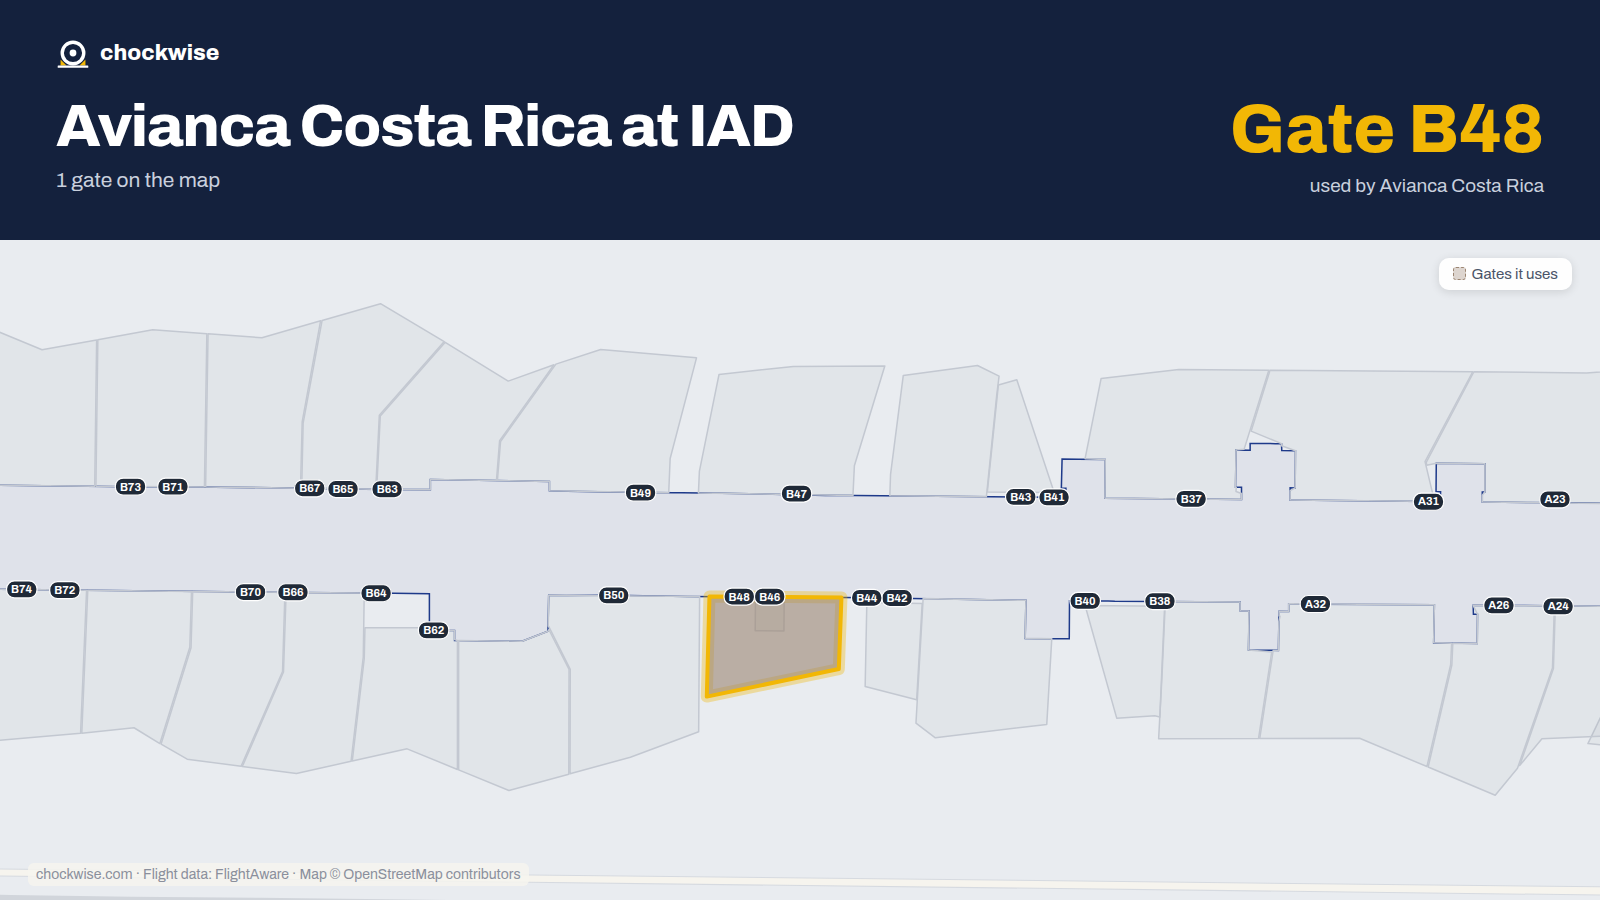 chockwise
Avianca Costa Rica at IAD
1 gate on the map
Gate B48
used by Avianca Costa Rica
Gates it uses
B73 B71 B67 B65 B63 B49 B47 B43 B41 B37 A31 A23
B74 B72 B70 B66 B64 B62 B50 B48 B46 B44 B42 B40 B38 A32 A26 A24
chockwise.com · Flight data: FlightAware · Map © OpenStreetMap contributors